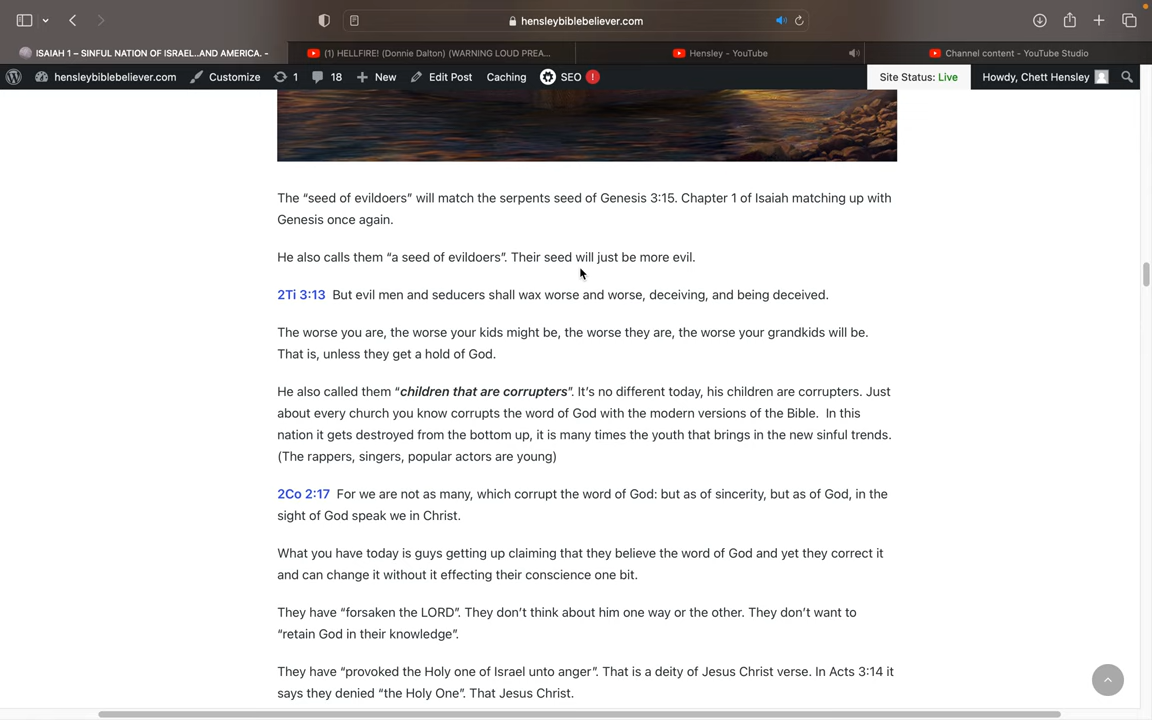 hensleybiblebeliever.com
ISAIAH 1 – SINFUL NATION OF ISRAEL..AND AMERICA. -
(1) HELLFIRE! (Donnie Dalton) (WARNING LOUD PREA...
Hensley - YouTube
Channel content - YouTube Studio
hensleybiblebeliever.com Customize 1 18 New Edit Post Caching SEO ! Site Status: Live Howdy, Chett Hensley
The “seed of evildoers” will match the serpents seed of Genesis 3:15. Chapter 1 of Isaiah matching up with
Genesis once again.
He also calls them “a seed of evildoers”. Their seed will just be more evil.
2Ti 3:13  But evil men and seducers shall wax worse and worse, deceiving, and being deceived.
The worse you are, the worse your kids might be, the worse they are, the worse your grandkids will be.
That is, unless they get a hold of God.
He also called them “children that are corrupters”. It’s no different today, his children are corrupters. Just
about every church you know corrupts the word of God with the modern versions of the Bible.  In this
nation it gets destroyed from the bottom up, it is many times the youth that brings in the new sinful trends.
(The rappers, singers, popular actors are young)
2Co 2:17  For we are not as many, which corrupt the word of God: but as of sincerity, but as of God, in the
sight of God speak we in Christ.
What you have today is guys getting up claiming that they believe the word of God and yet they correct it
and can change it without it effecting their conscience one bit.
They have “forsaken the LORD”. They don’t think about him one way or the other. They don’t want to
“retain God in their knowledge”.
They have “provoked the Holy one of Israel unto anger”. That is a deity of Jesus Christ verse. In Acts 3:14 it
says they denied “the Holy One”. That Jesus Christ.